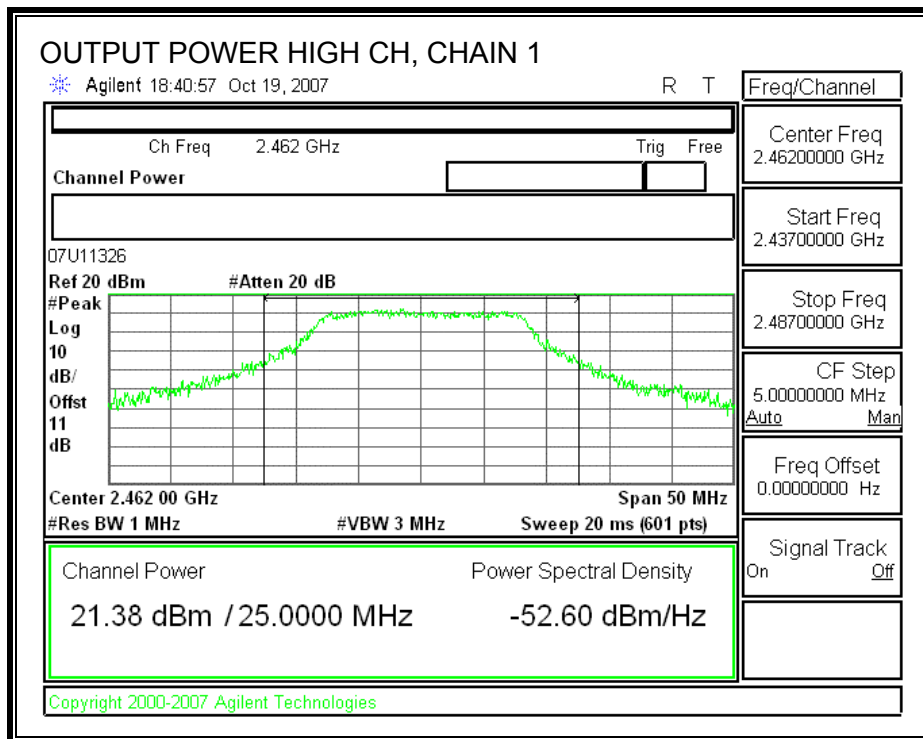 OUTPUT POWER HIGH CH, CHAIN 1
Agilent 18:40:57 Oct 19, 2007 R T
Freq/Channel
Ch Freq 2.462 GHz Trig Free
Channel Power
Center Freq
2.46200000 GHz
Start Freq
2.43700000 GHz
Stop Freq
2.48700000 GHz
CF Step
5.00000000 MHz
Auto Man
Freq Offset
0.00000000 Hz
Signal Track
On Off
07U11326
Ref 20 dBm #Atten 20 dB
#Peak
Log
10
dB/
Offst
11
dB
Center 2.462 00 GHz Span 50 MHz
#Res BW 1 MHz #VBW 3 MHz Sweep 20 ms (601 pts)
Channel Power Power Spectral Density
21.38 dBm / 25.0000 MHz -52.60 dBm/Hz
Copyright 2000-2007 Agilent Technologies